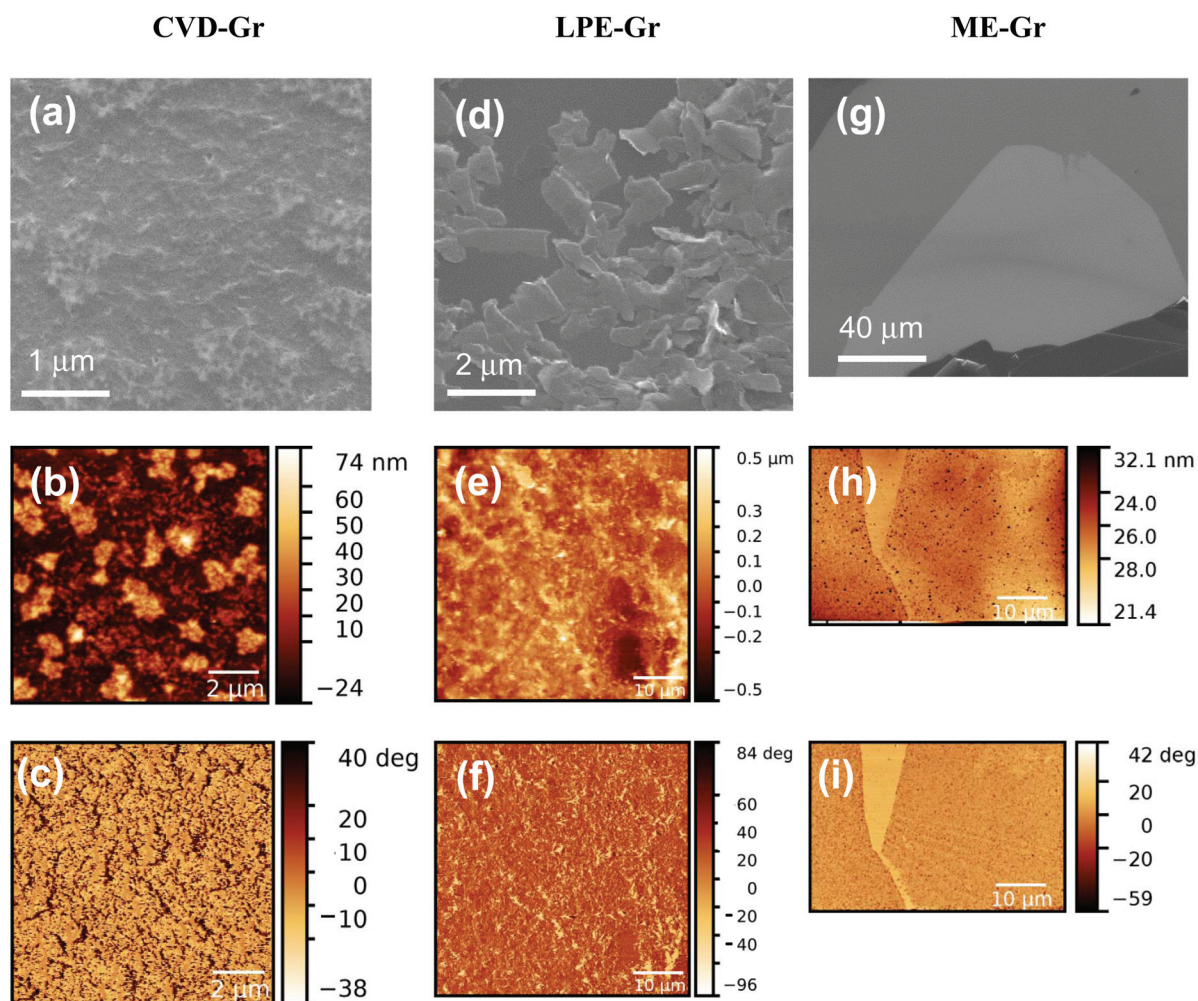 CVD-Gr
LPE-Gr
ME-Gr
(a)
1 μm
(d)
2 μm
(g)
40 μm
(b)
2 μm
74 nm
60
50
40
30
20
10
−24
(e)
10 μm
0.5 μm
0.3
0.2
0.1
0.0
−0.1
−0.2
−0.5
(h)
10 μm
32.1 nm
24.0
26.0
28.0
21.4
(c)
2 μm
40 deg
20
10
0
−10
−38
(f)
10 μm
84 deg
60
40
20
0
−20
−40
−96
(i)
10 μm
42 deg
20
0
−20
−59